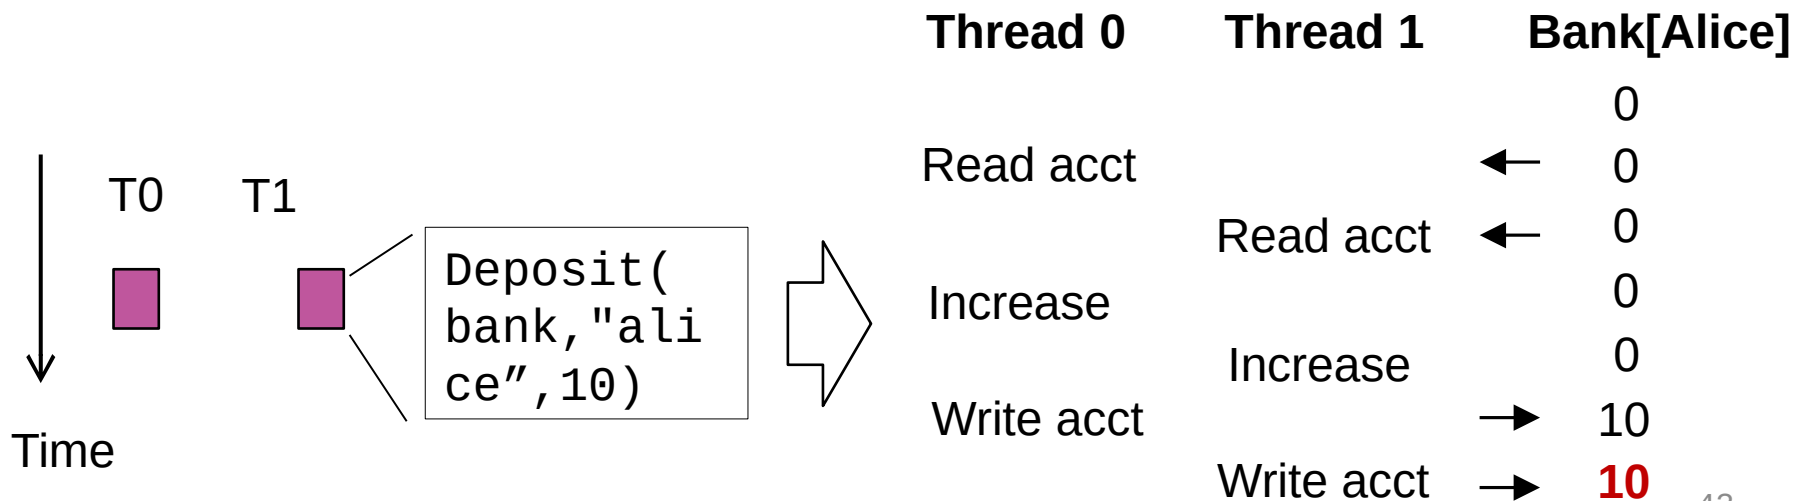 Thread 0 Thread 1 Bank[Alice]
0
Read acct 0
T0 T1
Read acct 0
Deposit(
bank,"ali
ce”,10)
Increase 0
Increase 0
Write acct 10
Time
Write acct 10